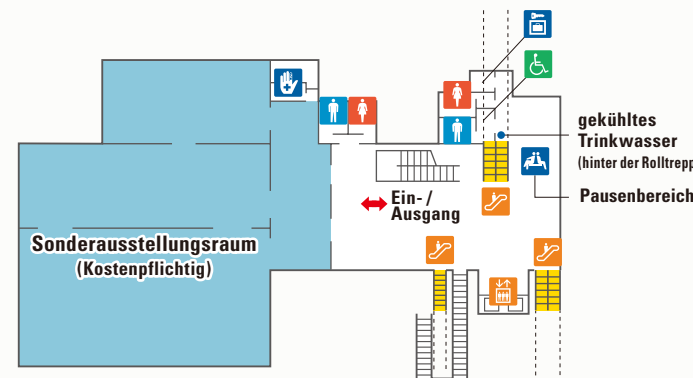 gekühltes
Trinkwasser
(hinter der Rolltrepp
Pausenbereich
Ein- /
Ausgang
Sonderausstellungsraum
(Kostenpflichtig)